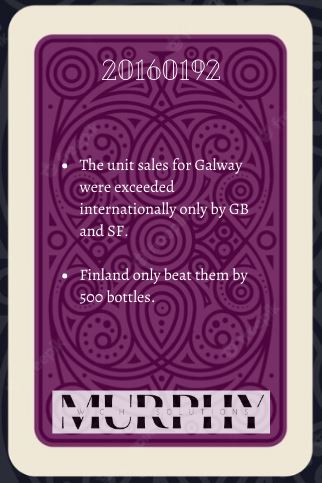 20160192
• The unit sales for Galway
were exceeded
internationally only by GB
and SF.
• Finland only beat them by
500 bottles.
MURPHY
WCH SOLUTIONS